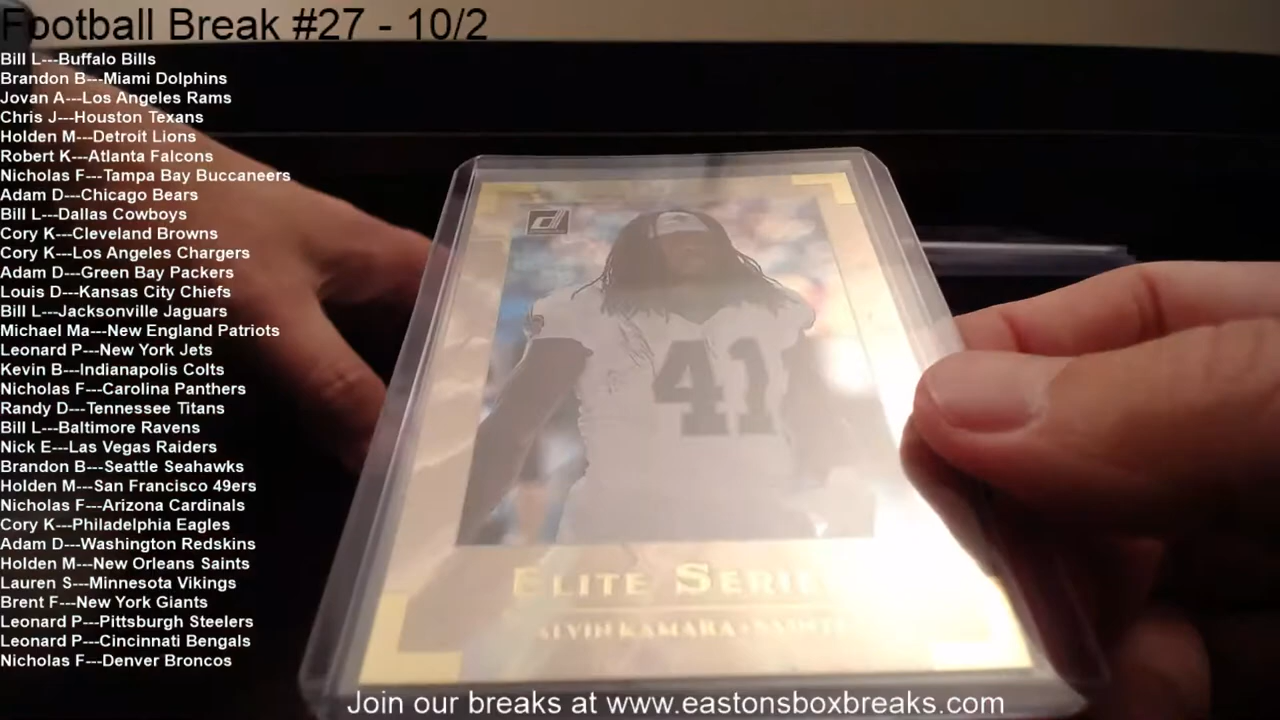 Football Break #27 - 10/2
Bill L---Buffalo Bills
Brandon B---Miami Dolphins
Jovan A---Los Angeles Rams
Chris J---Houston Texans
Holden M---Detroit Lions
Robert K---Atlanta Falcons
Nicholas F---Tampa Bay Buccaneers
Adam D---Chicago Bears
Bill L---Dallas Cowboys
Cory K---Cleveland Browns
Cory K---Los Angeles Chargers
Adam D---Green Bay Packers
Louis D---Kansas City Chiefs
Bill L---Jacksonville Jaguars
Michael Ma---New England Patriots
Leonard P---New York Jets
Kevin B---Indianapolis Colts
Nicholas F---Carolina Panthers
Randy D---Tennessee Titans
Bill L---Baltimore Ravens
Nick E---Las Vegas Raiders
Brandon B---Seattle Seahawks
Holden M---San Francisco 49ers
Nicholas F---Arizona Cardinals
Cory K---Philadelphia Eagles
Adam D---Washington Redskins
Holden M---New Orleans Saints
Lauren S---Minnesota Vikings
Brent F---New York Giants
Leonard P---Pittsburgh Steelers
Leonard P---Cincinnati Bengals
Nicholas F---Denver Broncos
41
ELITE SERIE
ALVIN KAMARA • SAINTS
Join our breaks at www.eastonsboxbreaks.com